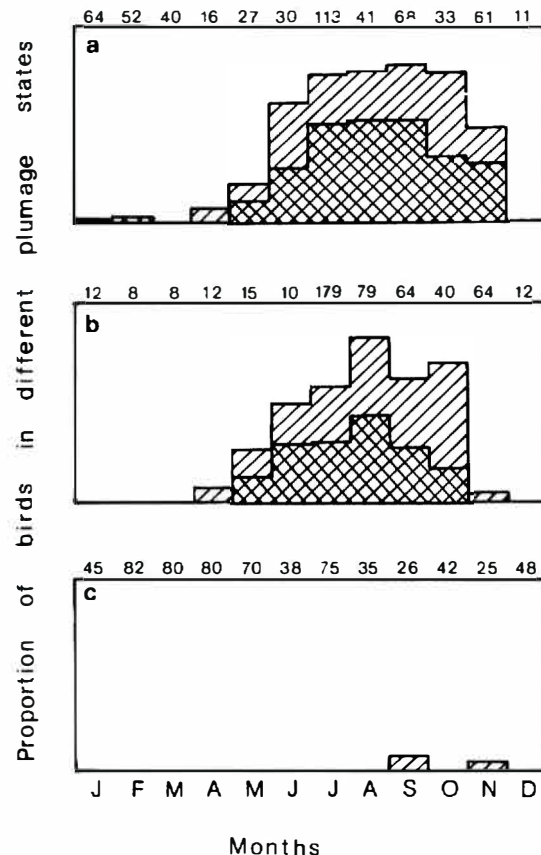 Proportion of birds in different plumage states
64 52 40 16 27 30 113 41 68 33 61 11
a
12 8 8 12 15 10 179 79 64 40 64 12
b
45 82 80 80 70 38 75 35 26 42 25 48
c
J F M A M J J A S O N D
Months